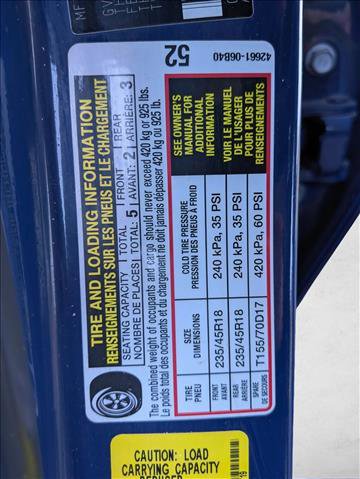 TIRE AND LOADING INFORMATION
RENSEIGNEMENTS SUR LES PNEUS ET LE CHARGEMENT
SEATING CAPACITY | TOTAL | FRONT | REAR
NOMBRE DE PLACES | TOTAL: 5 | AVANT: 2 | ARRIÈRE: 3
The combined weight of occupants and cargo should never exceed 420 kg or 925 lbs.
Le poids total des occupants et du chargement ne doit jamais dépasser 420 kg ou 925 lb.
TIRE PNEU | SIZE DIMENSIONS | COLD TIRE PRESSURE PRESSION DES PNEUS À FROID
FRONT AVANT | 235/45R18 | 240 kPa, 35 PSI
REAR ARRIÈRE | 235/45R18 | 240 kPa, 35 PSI
SPARE DE SECOURS | T155/70D17 | 420 kPa, 60 PSI
SEE OWNER'S
MANUAL FOR
ADDITIONAL
INFORMATION
VOIR LE MANUEL
DE L'USAGER
POUR PLUS DE
RENSEIGNEMENTS
52
42661-06B40
CAUTION: LOAD
CARRYING CAPACITY
REDUCED
19